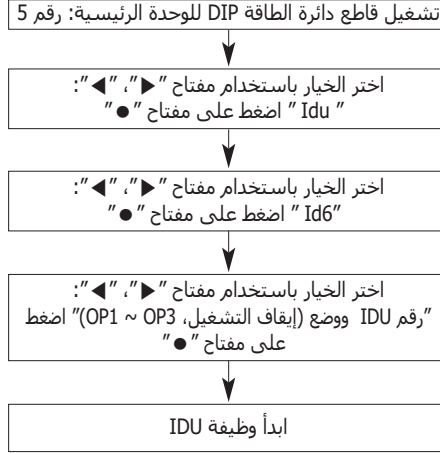 تشغيل قاطع دائرة الطاقة DIP للوحدة الرئيسية: رقم 5
اختر الخيار باستخدام مفتاح "▶"، "◀":
" Idu " اضغط على مفتاح " ● "
اختر الخيار باستخدام مفتاح "▶"، "◀":
"Id6 " اضغط على مفتاح " ● "
اختر الخيار باستخدام مفتاح "▶"، "◀":
"رقم IDU ووضع (إيقاف التشغيل، OP1 ~ OP3)" اضغط
على مفتاح " ● "
ابدأ وظيفة IDU